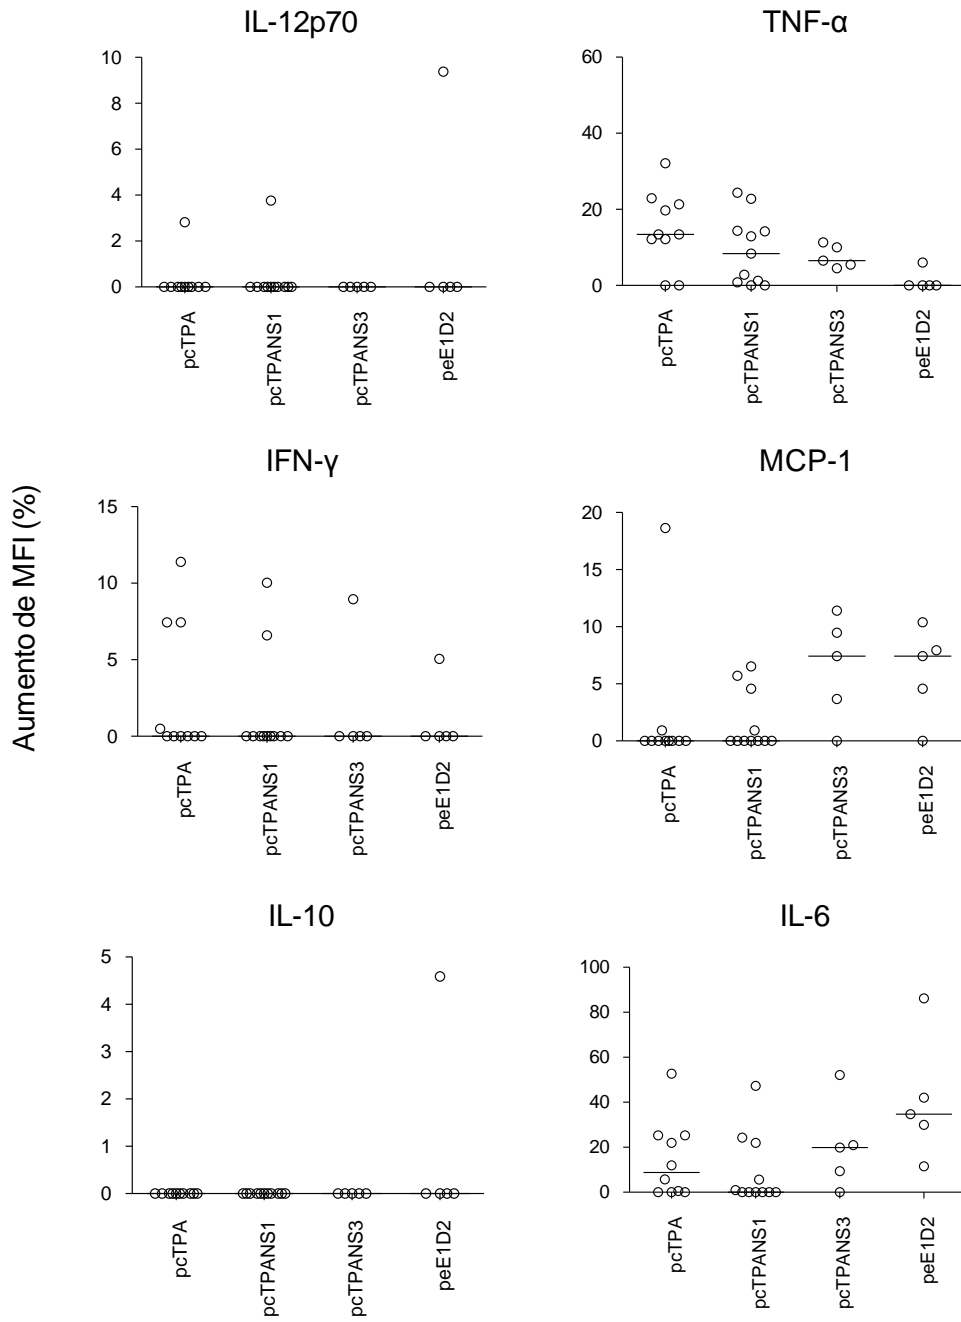 IL-12p70
10
8
6
4
2
0
pcTPA
pcTPANS1
pcTPANS3
peE1D2
TNF-α
60
40
20
0
pcTPA
pcTPANS1
pcTPANS3
peE1D2
Aumento de MFI (%)
IFN-γ
15
10
5
0
pcTPA
pcTPANS1
pcTPANS3
peE1D2
MCP-1
20
15
10
5
0
pcTPA
pcTPANS1
pcTPANS3
peE1D2
IL-10
5
4
3
2
1
0
pcTPA
pcTPANS1
pcTPANS3
peE1D2
IL-6
100
80
60
40
20
0
pcTPA
pcTPANS1
pcTPANS3
peE1D2